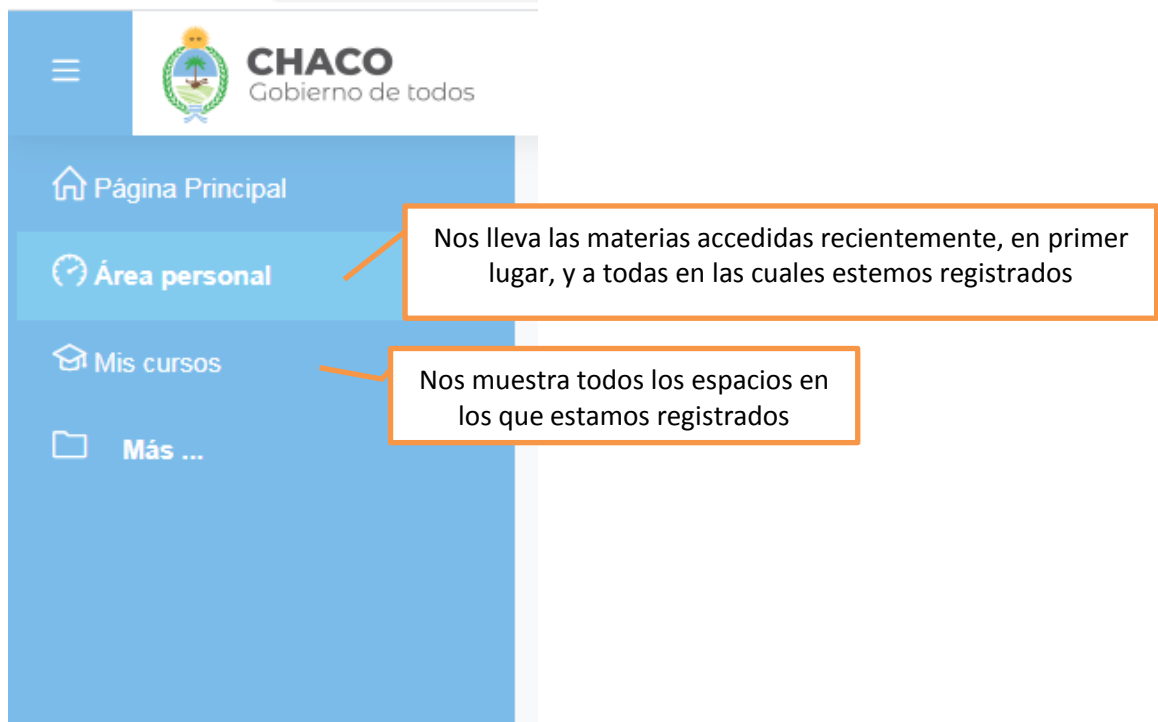 CHACO
Gobierno de todos
Página Principal
Área personal
Nos lleva las materias accedidas recientemente, en primer
lugar, y a todas en las cuales estemos registrados
Mis cursos
Nos muestra todos los espacios en
los que estamos registrados
Más ...